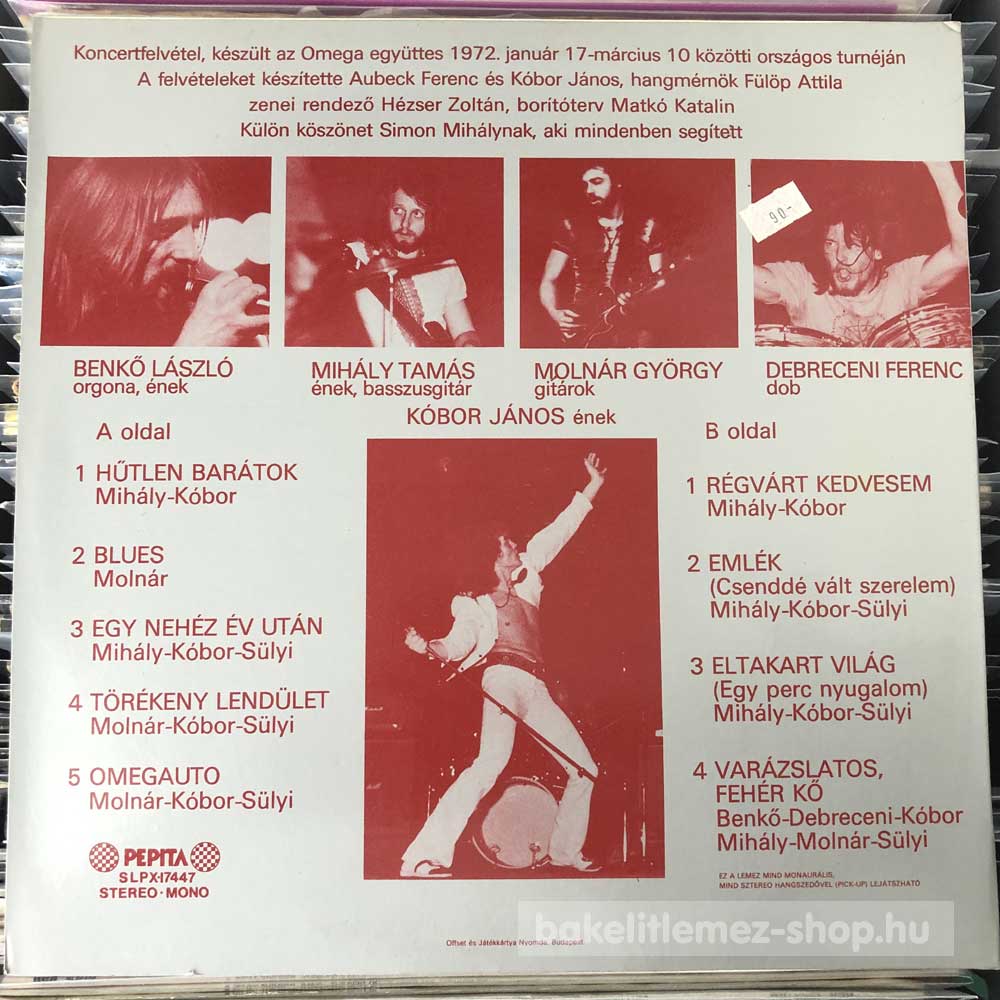 Koncertfelvétel, készült az Omega együttes 1972. január 17-március 10 közötti országos turnéján
A felvételeket készítette Aubeck Ferenc és Kóbor János, hangmérnök Fülöp Attila
zenei rendező Hézser Zoltán, borítóterv Matkó Katalin
Külön köszönet Simon Mihálynak, aki mindenben segített
90-
BENKŐ LÁSZLÓ
orgona, ének
MIHÁLY TAMÁS
ének, basszusgitár
MOLNÁR GYÖRGY
gitárok
DEBRECENI FERENC
dob
KÓBOR JÁNOS ének
A oldal
1 HŰTLEN BARÁTOK
Mihály-Kóbor
2 BLUES
Molnár
3 EGY NEHÉZ ÉV UTÁN
Mihály-Kóbor-Sülyi
4 TÖRÉKENY LENDÜLET
Molnár-Kóbor-Sülyi
5 OMEGAUTO
Molnár-Kóbor-Sülyi
B oldal
1 RÉGVÁRT KEDVESEM
Mihály-Kóbor
2 EMLÉK
(Csenddé vált szerelem)
Mihály-Kóbor-Sülyi
3 ELTAKART VILÁG
(Egy perc nyugalom)
Mihály-Kóbor-Sülyi
4 VARÁZSLATOS,
FEHÉR KŐ
Benkő-Debreceni-Kóbor
Mihály-Molnár-Sülyi
PEPITA
SLPX-17447
STEREO·MONO
EZ A LEMEZ MIND MONAURÁLIS,
MIND SZTEREO HANGSZEDŐVEL (PICK-UP) LEJÁTSZHATÓ
Offset és Játékkártya Nyomda, Budapest
bakelitlemez-shop.hu